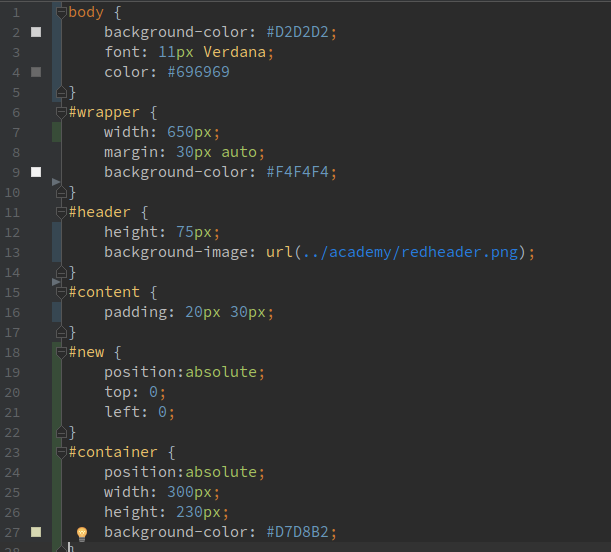 1 body {
2 background-color: #D2D2D2;
3 font: 11px Verdana;
4 color: #696969
5 }
6 #wrapper {
7 width: 650px;
8 margin: 30px auto;
9 background-color: #F4F4F4;
10 }
11 #header {
12 height: 75px;
13 background-image: url(../academy/redheader.png);
14 }
15 #content {
16 padding: 20px 30px;
17 }
18 #new {
19 position:absolute;
20 top: 0;
21 left: 0;
22 }
23 #container {
24 position:absolute;
25 width: 300px;
26 height: 230px;
27 background-color: #D7D8B2;